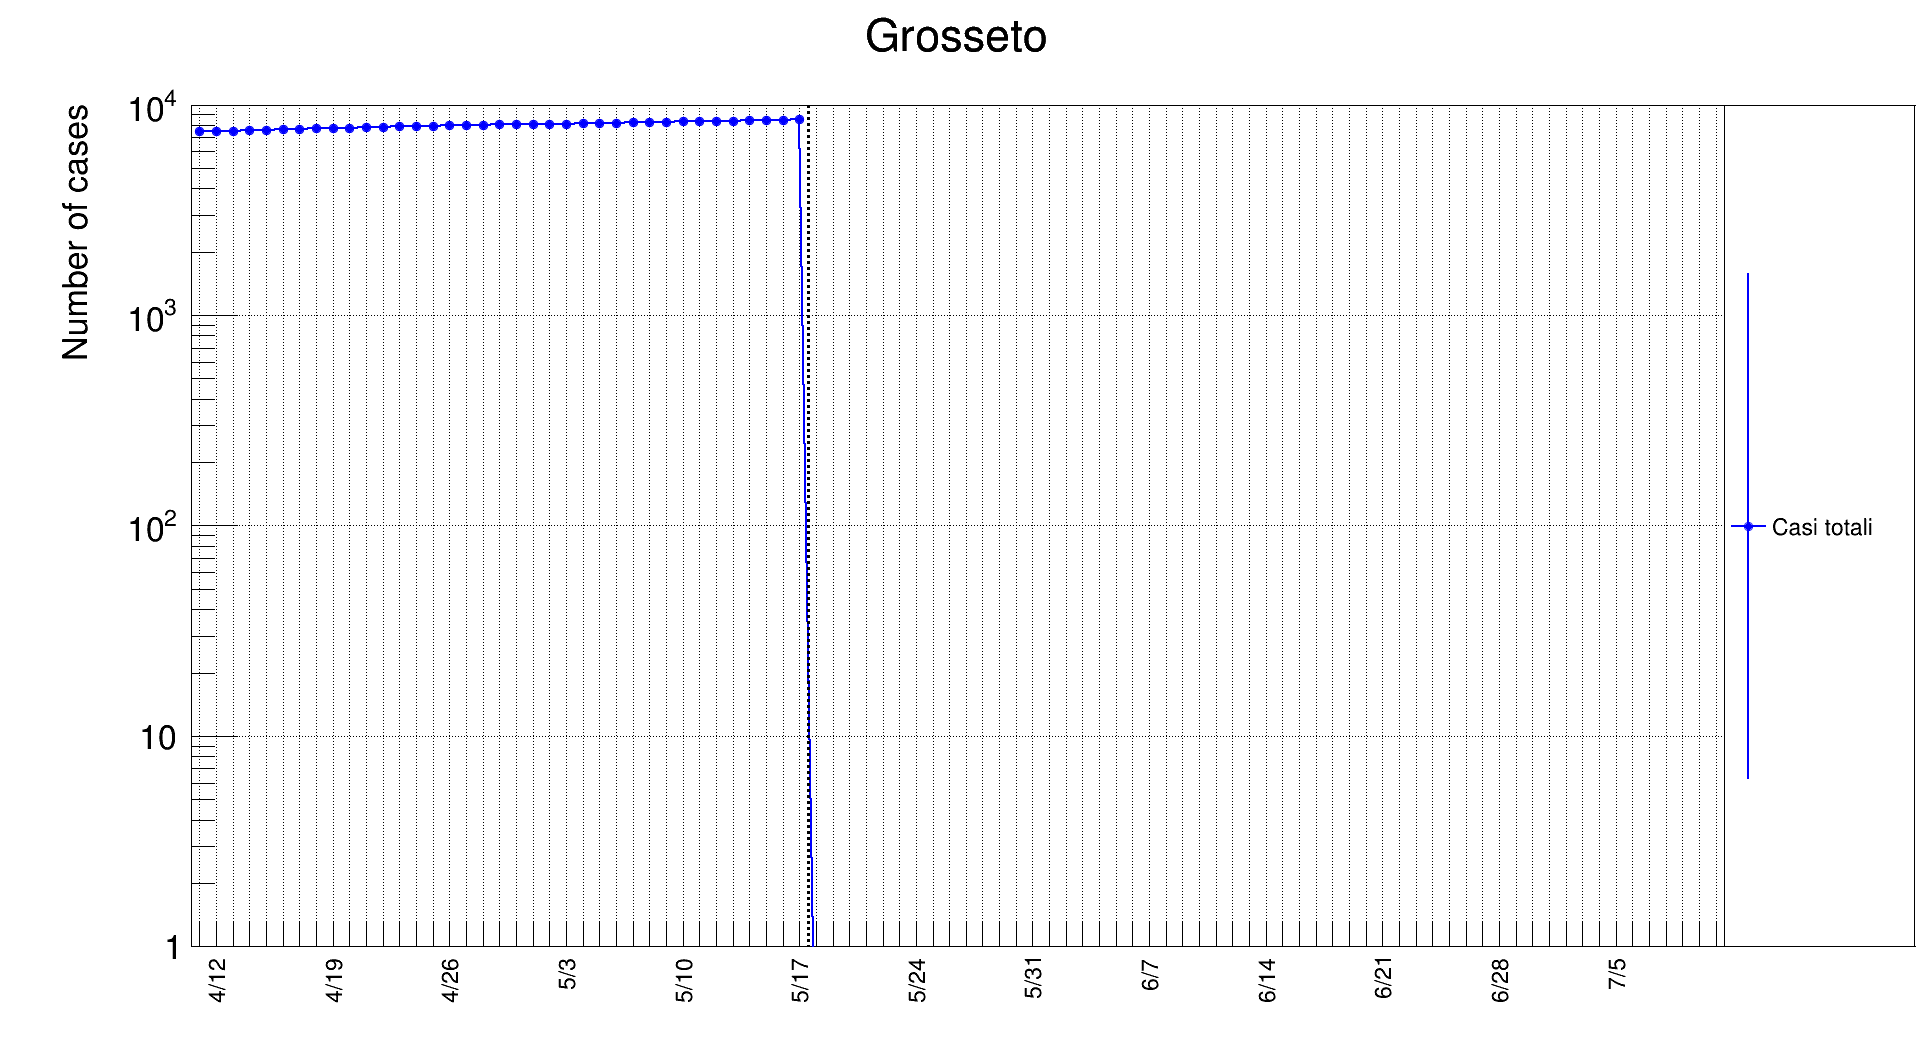 Grosseto
Number of cases
10^4
10^3
10^2
10
1
4/12 4/19 4/26 5/3 5/10 5/17 5/24 5/31 6/7 6/14 6/21 6/28 7/5
Casi totali